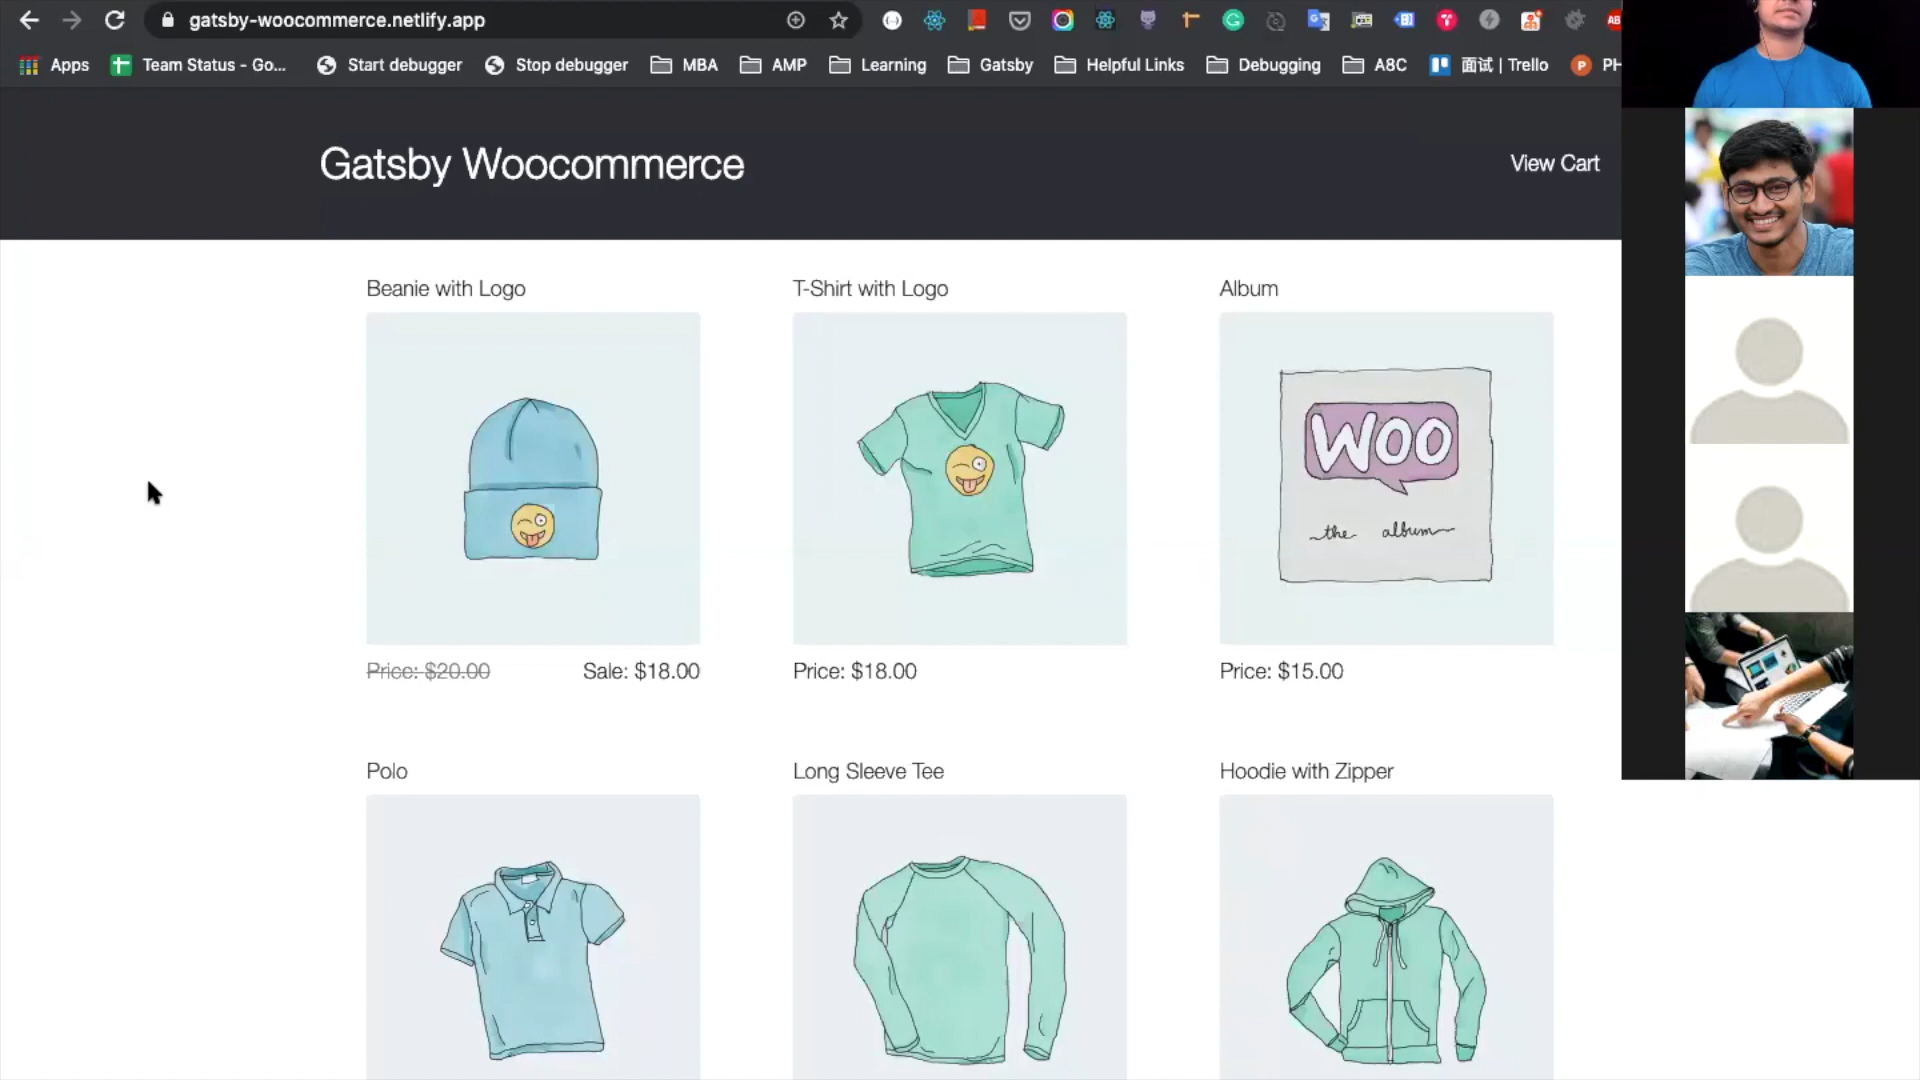 gatsby-woocommerce.netlify.app
Apps Team Status - Go... Start debugger Stop debugger MBA AMP Learning Gatsby Helpful Links Debugging A8C 面试 | Trello PH
Gatsby Woocommerce
View Cart
Beanie with Logo T-Shirt with Logo Album
WOO
the album
Price: $20.00 Sale: $18.00 Price: $18.00 Price: $15.00
Polo Long Sleeve Tee Hoodie with Zipper